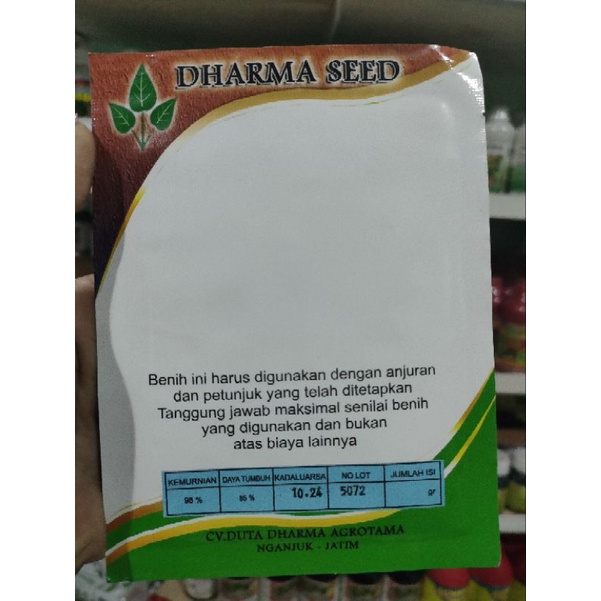 DHARMA SEED
Benih ini harus digunakan dengan anjuran
dan petunjuk yang telah ditetapkan
Tanggung jawab maksimal senilai benih
yang digunakan dan bukan
atas biaya lainnya
KEMURNIAN DAYA TUMBUH KADALUARSA NO LOT JUMLAH ISI
98 % 85 % 10.24 5072 gr
CV.DUTA DHARMA AGROTAMA
NGANJUK - JATIM